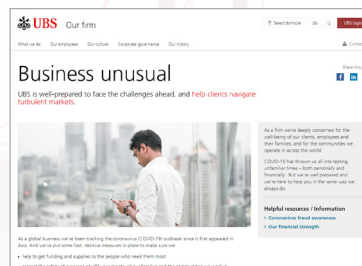 UBS Our firm
Select domicile EN UBS login
What we do Our employees Our culture Corporate governance Our history
Share this
Business unusual
UBS is well-prepared to face the challenges ahead, and help clients navigate
turbulent markets.
As a firm we're deeply concerned for the
well-being of our clients, employees and
their families, and for the communities we
operate in across the world.
COVID-19 has thrown us all into testing,
unfamiliar times – both personally and
financially. But we're well prepared and
we're here to help you in the same way we
always do.
Helpful resources / Information
Coronavirus fraud awareness
Our financial strength
As a global business we've been tracking the coronavirus (COVID-19) outbreak since it first appeared in
Asia. And we've put some fast, decisive measures in place to make sure we:
help to get funding and supplies to the people who need them most